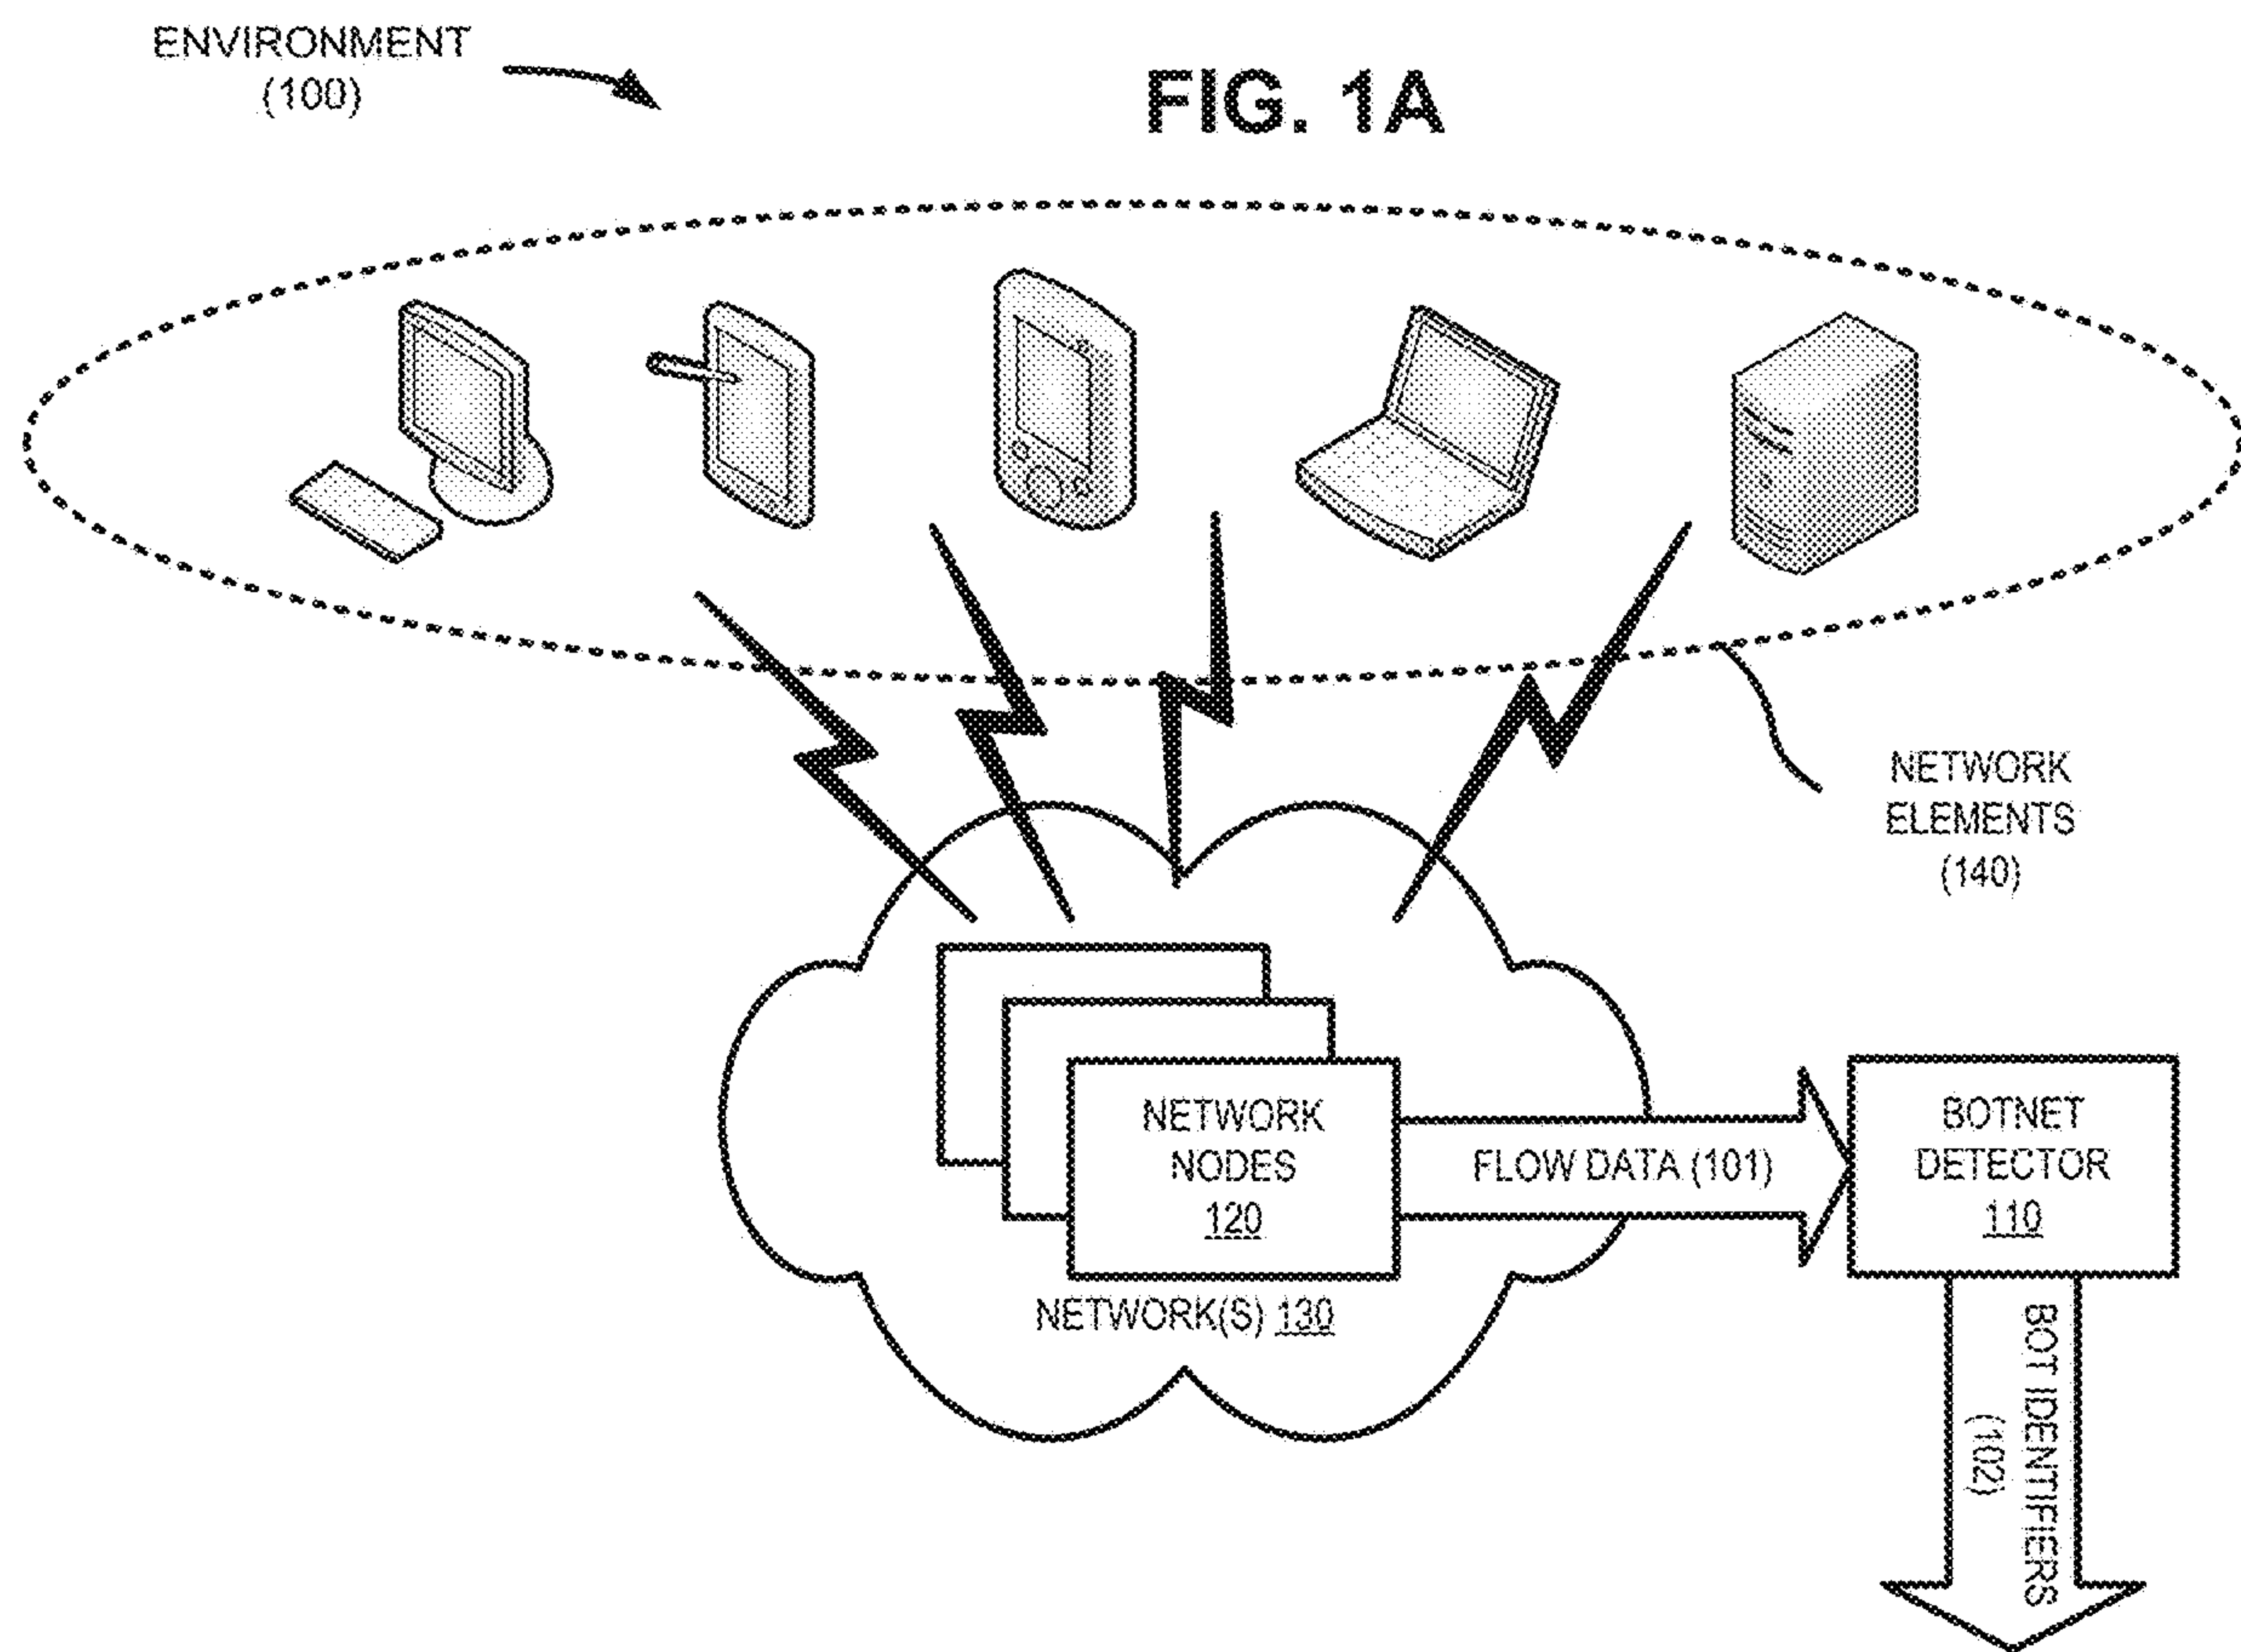 ENVIRONMENT
(100)
FIG. 1A
NETWORK
ELEMENTS
(140)
NETWORK
NODES
120
FLOW DATA (101)
BOTNET
DETECTOR
110
NETWORK(S) 130
BOT IDENTIFIERS
(102)